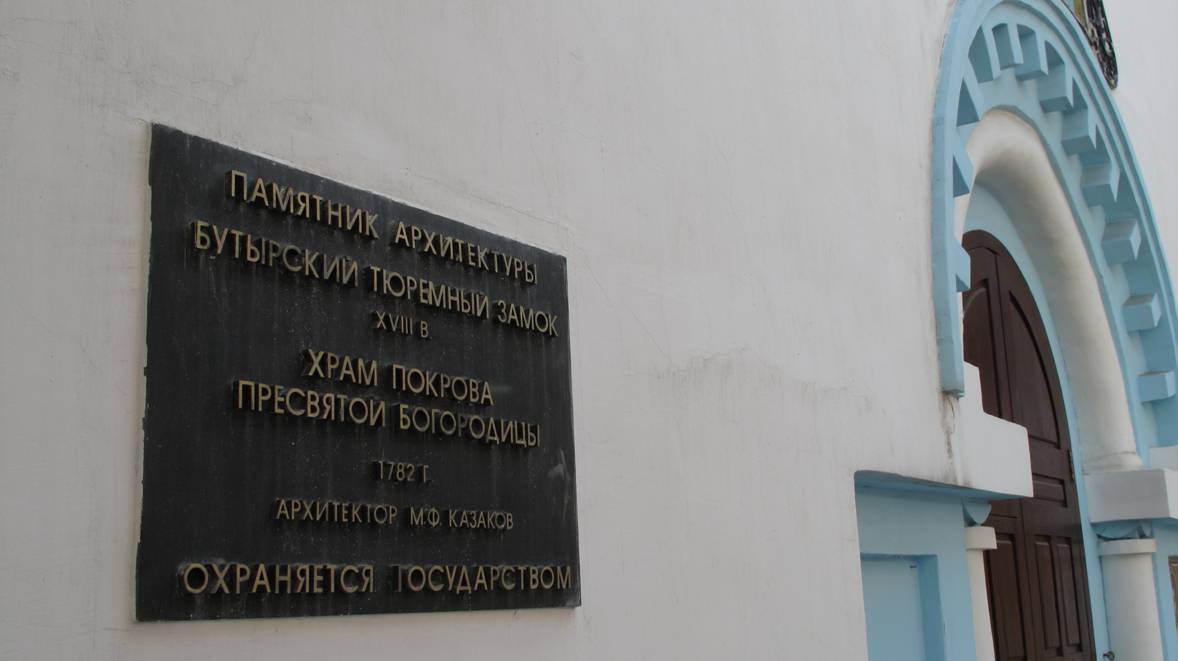 ПАМЯТНИК АРХИТЕКТУРЫ
БУТЫРСКИЙ ТЮРЕМНЫЙ ЗАМОК
XVIII В.
ХРАМ ПОКРОВА
ПРЕСВЯТОЙ БОГОРОДИЦЫ
1782 Г.
АРХИТЕКТОР М.Ф. КАЗАКОВ
ОХРАНЯЕТСЯ ГОСУДАРСТВОМ